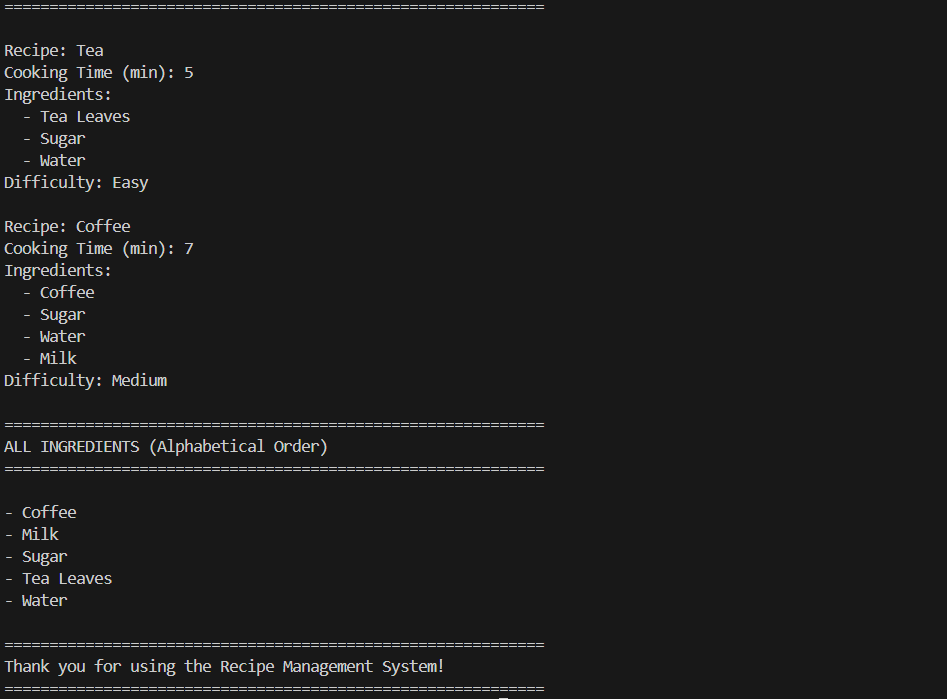 ============================================================
Recipe: Tea
Cooking Time (min): 5
Ingredients:
  - Tea Leaves
  - Sugar
  - Water
Difficulty: Easy
Recipe: Coffee
Cooking Time (min): 7
Ingredients:
  - Coffee
  - Sugar
  - Water
  - Milk
Difficulty: Medium
============================================================
ALL INGREDIENTS (Alphabetical Order)
============================================================
- Coffee
- Milk
- Sugar
- Tea Leaves
- Water
============================================================
Thank you for using the Recipe Management System!
============================================================